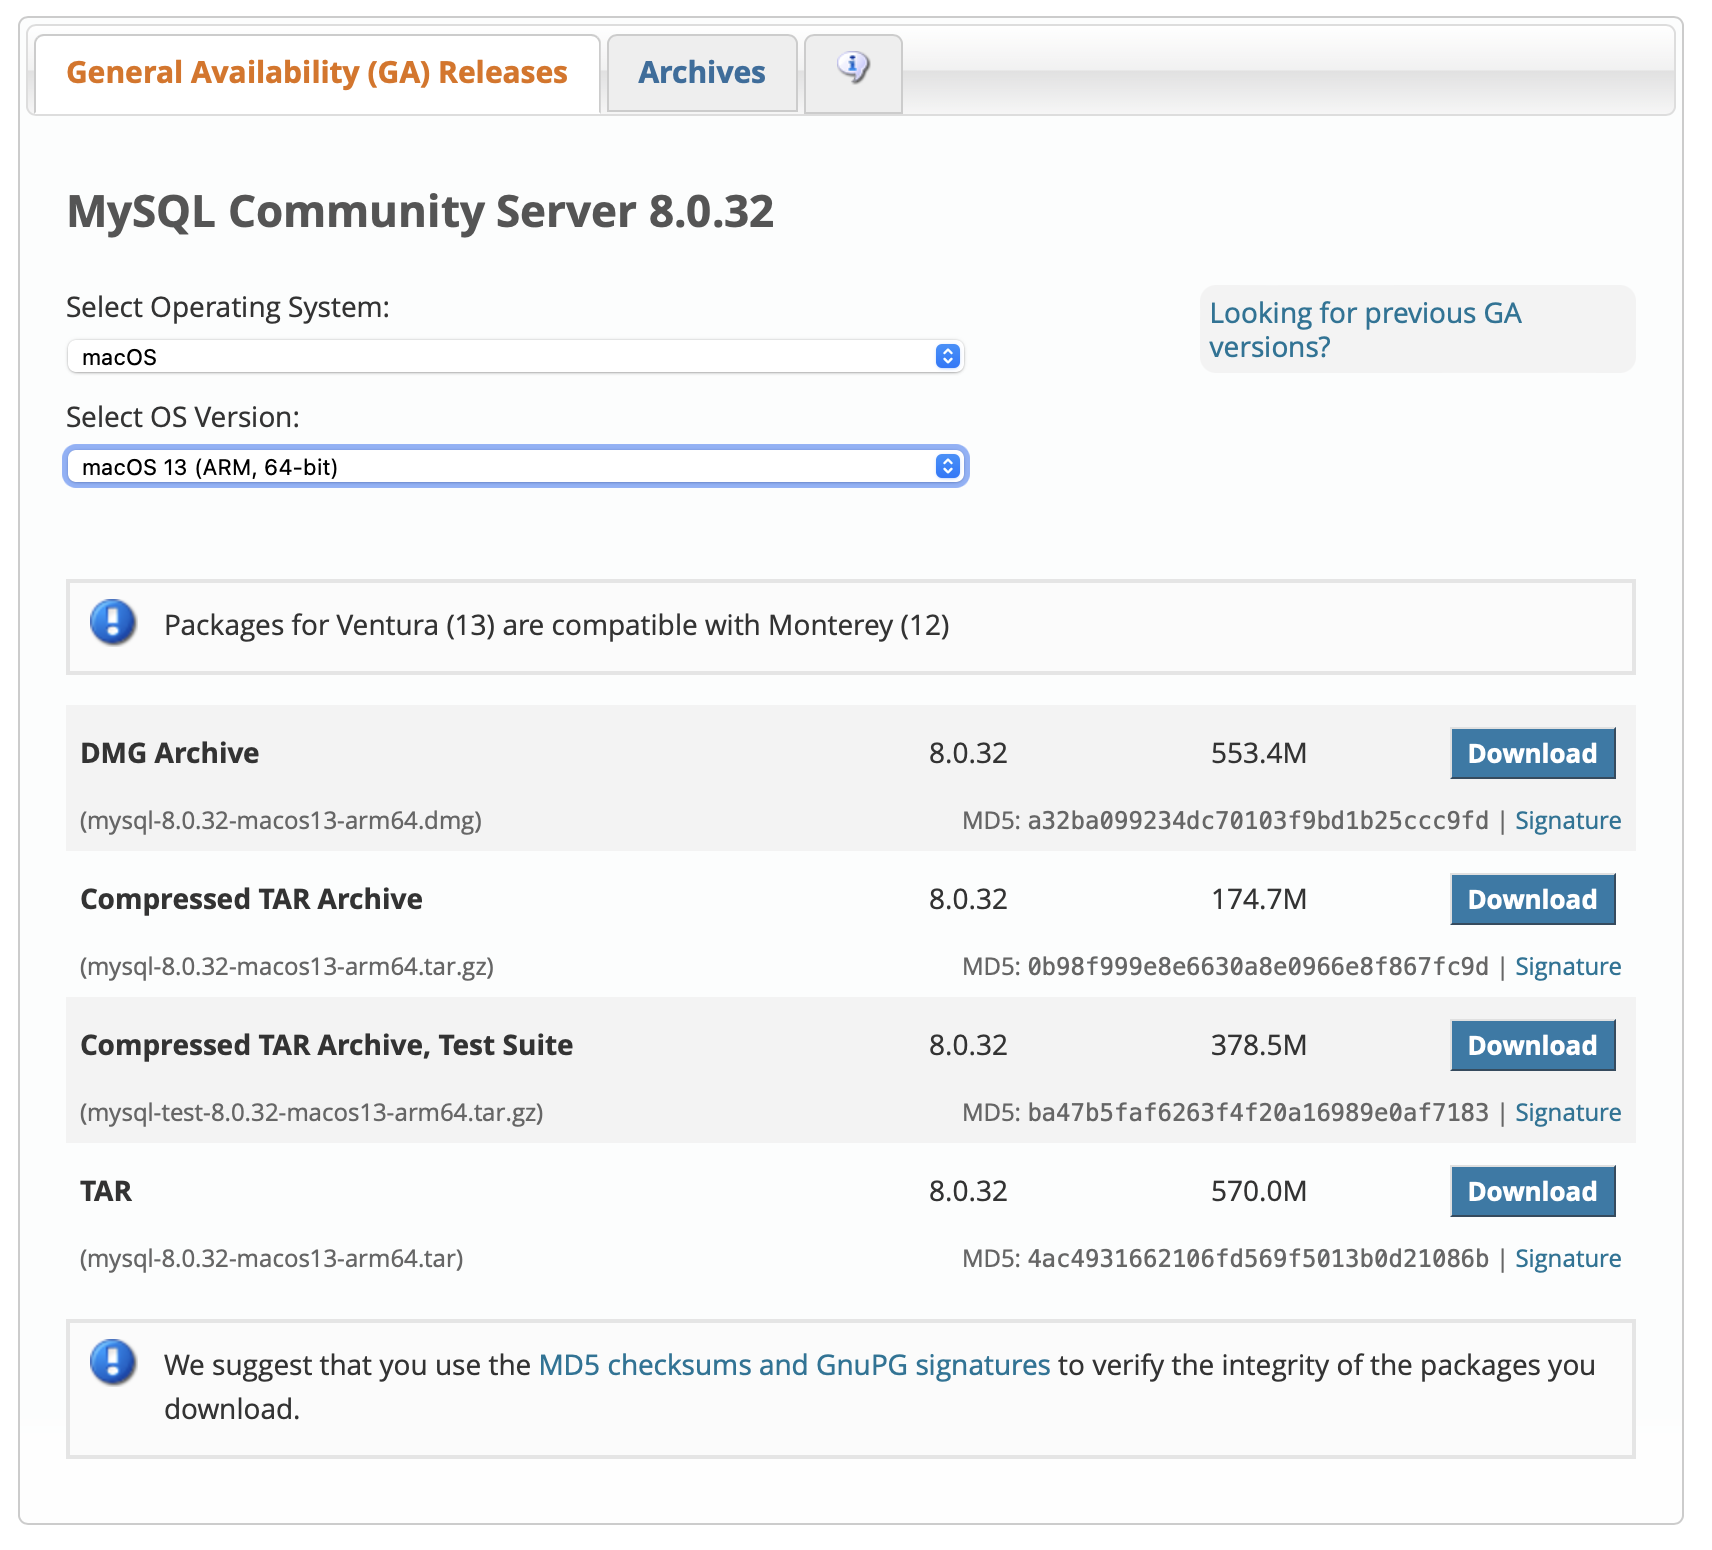 General Availability (GA) Releases
Archives
MySQL Community Server 8.0.32
Select Operating System:
macOS
Looking for previous GA
versions?
Select OS Version:
macOS 13 (ARM, 64-bit)
Packages for Ventura (13) are compatible with Monterey (12)
DMG Archive 8.0.32 553.4M Download
(mysql-8.0.32-macos13-arm64.dmg) MD5: a32ba099234dc70103f9bd1b25ccc9fd | Signature
Compressed TAR Archive 8.0.32 174.7M Download
(mysql-8.0.32-macos13-arm64.tar.gz) MD5: 0b98f999e8e6630a8e0966e8f867fc9d | Signature
Compressed TAR Archive, Test Suite 8.0.32 378.5M Download
(mysql-test-8.0.32-macos13-arm64.tar.gz) MD5: ba47b5faf6263f4f20a16989e0af7183 | Signature
TAR 8.0.32 570.0M Download
(mysql-8.0.32-macos13-arm64.tar) MD5: 4ac4931662106fd569f5013b0d21086b | Signature
We suggest that you use the MD5 checksums and GnuPG signatures to verify the integrity of the packages you
download.